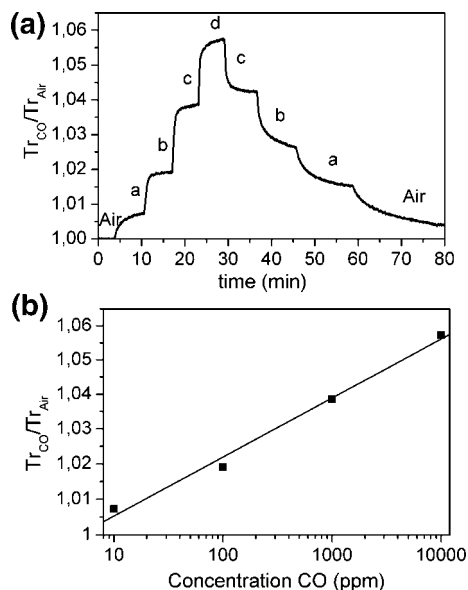 (a)
1,06
1,05
1,04
1,03
1,02
1,01
1,00
Tr_CO/Tr_Air
Air
a
b
c
d
c
b
a
Air
0 10 20 30 40 50 60 70 80
time (min)
(b)
1,06
1,05
1,04
1,03
1,02
1,01
1
Tr_CO/Tr_Air
10 100 1000 10000
Concentration CO (ppm)